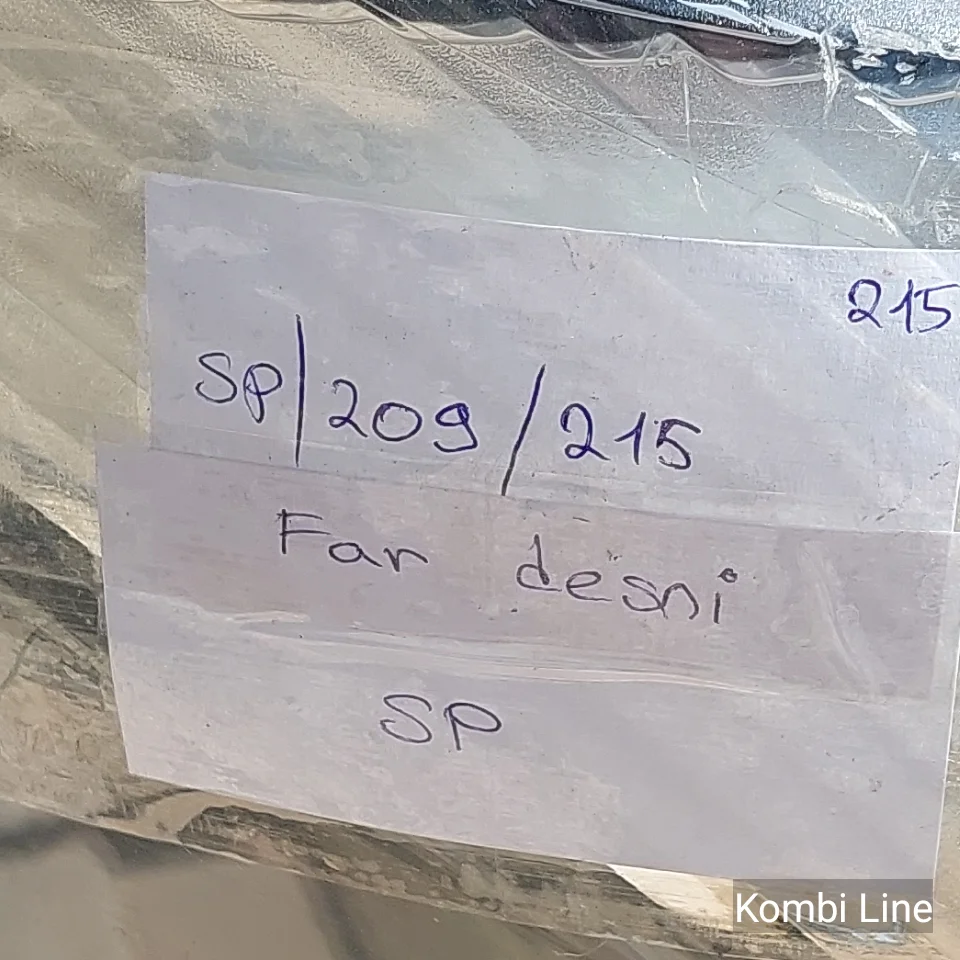 215
SP/209/215
Far desni
SP
Kombi Line